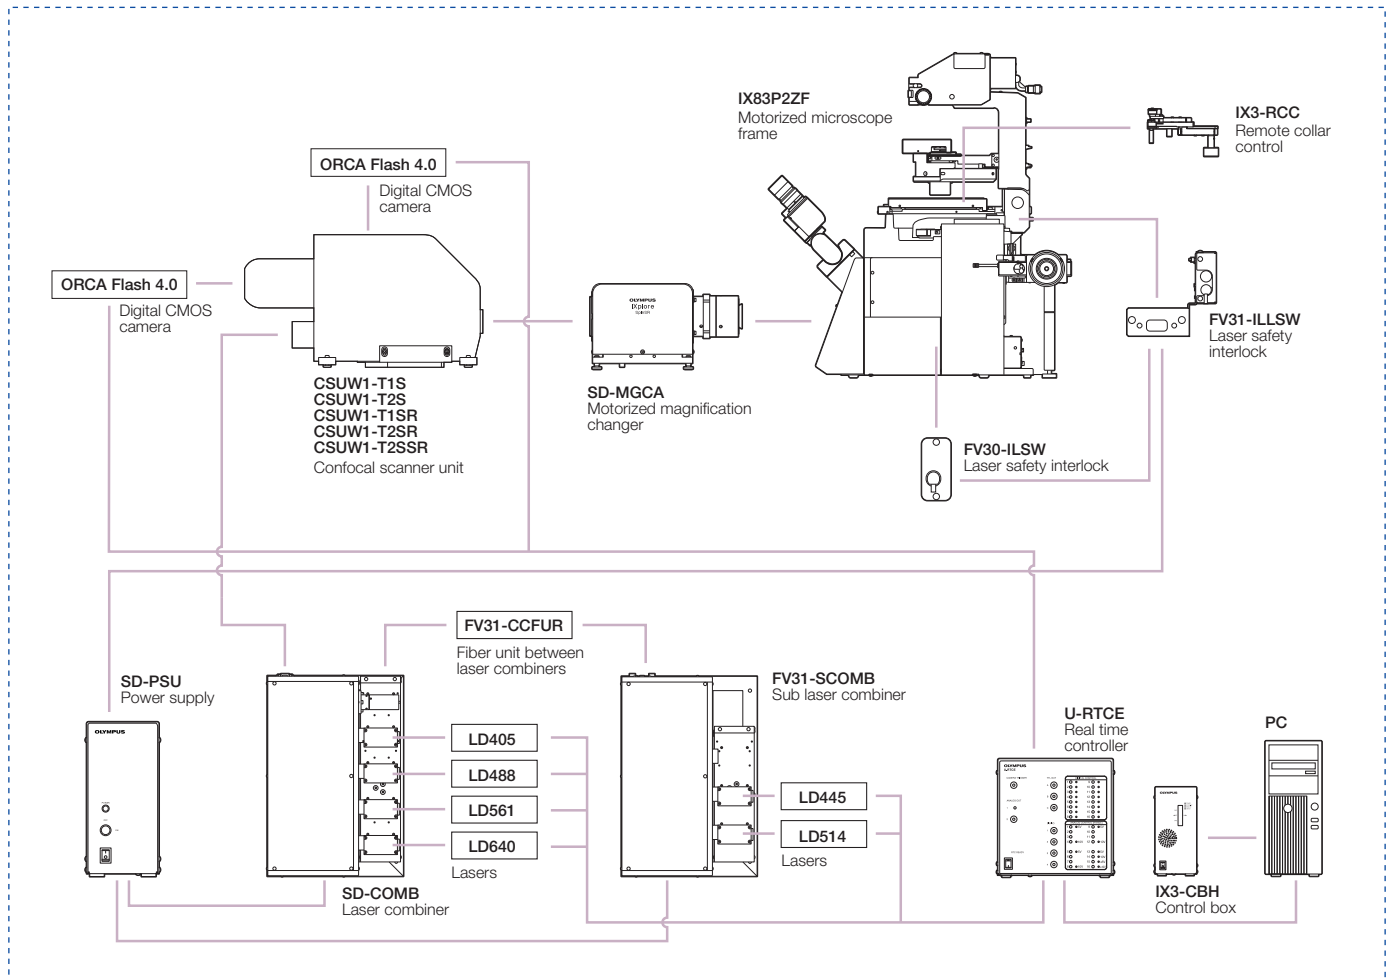 IX83P2ZF
Motorized microscope
frame
IX3-RCC
Remote collar
control
ORCA Flash 4.0
Digital CMOS
camera
ORCA Flash 4.0
Digital CMOS
camera
OLYMPUS
IXplore
SpinSR
FV31-ILLSW
Laser safety
interlock
CSUW1-T1S
CSUW1-T2S
CSUW1-T1SR
CSUW1-T2SR
CSUW1-T2SSR
Confocal scanner unit
SD-MGCA
Motorized magnification
changer
FV30-ILSW
Laser safety interlock
FV31-CCFUR
Fiber unit between
laser combiners
SD-PSU
Power supply
FV31-SCOMB
Sub laser combiner
U-RTCE
Real time
controller
PC
OLYMPUS
LD405
LD488
LD561
LD640
Lasers
LD445
LD514
Lasers
OLYMPUS
OLYMPUS
SD-COMB
Laser combiner
IX3-CBH
Control box